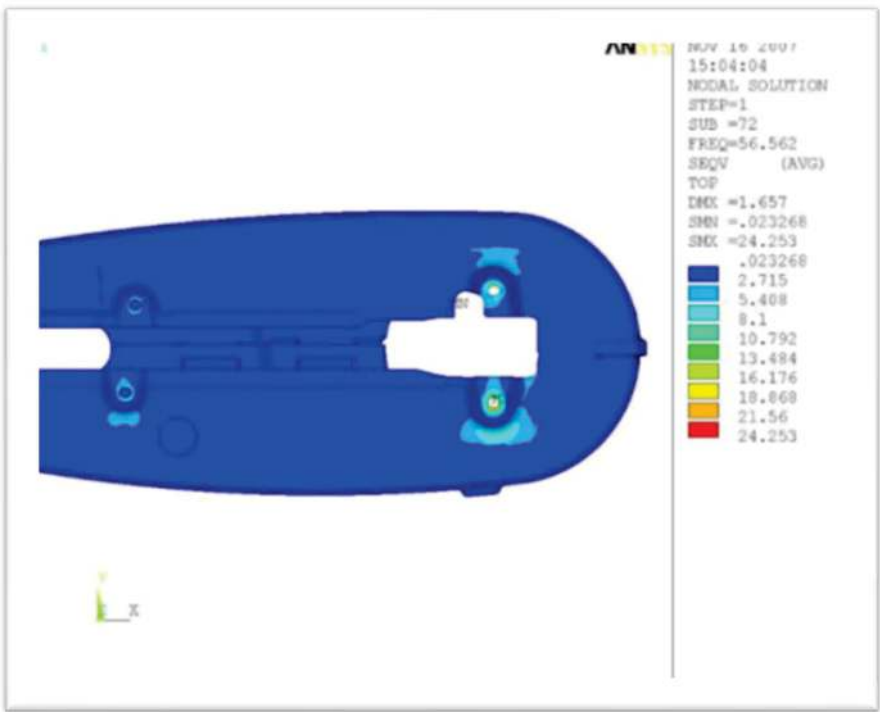 ANSYS
NOV 16 2007
15:04:04
NODAL SOLUTION
STEP=1
SUB =72
FREQ=56.562
SEQV (AVG)
TOP
DMX =1.657
SMN =.023268
SMX =24.253
.023268
2.715
5.408
8.1
10.792
13.484
16.176
18.868
21.56
24.253
Y
X